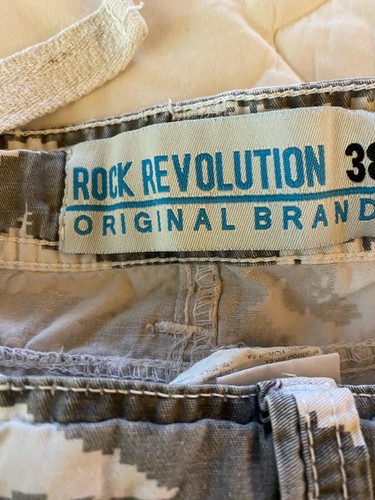 ROCK REVOLUTION 38
ORIGINAL BRAND